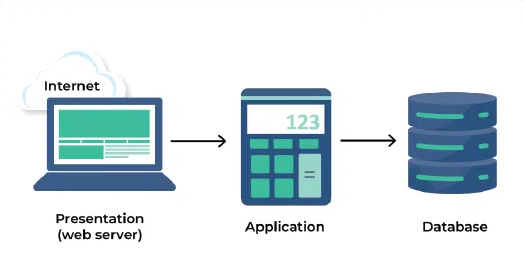 Internet
123
=
Presentation
(web server)
Application
Database